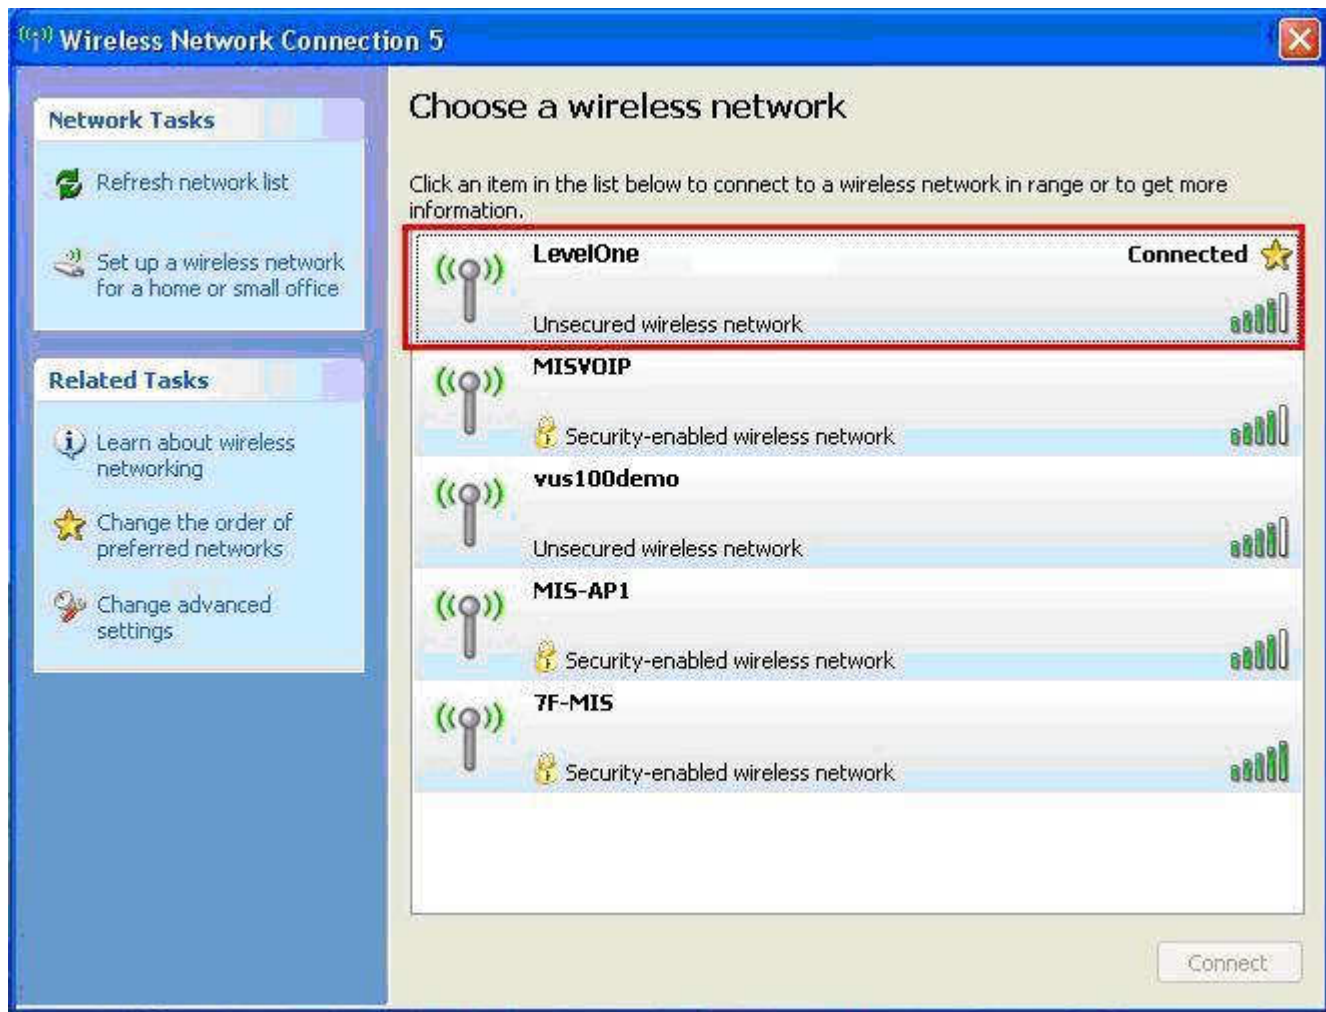 Wireless Network Connection 5
Network Tasks
Refresh network list
Set up a wireless network
for a home or small office
Related Tasks
Learn about wireless
networking
Change the order of
preferred networks
Change advanced
settings
Choose a wireless network
Click an item in the list below to connect to a wireless network in range or to get more
information.
LevelOne Connected
Unsecured wireless network
MISVOIP
Security-enabled wireless network
vus100demo
Unsecured wireless network
MIS-AP1
Security-enabled wireless network
7F-MIS
Security-enabled wireless network
Connect